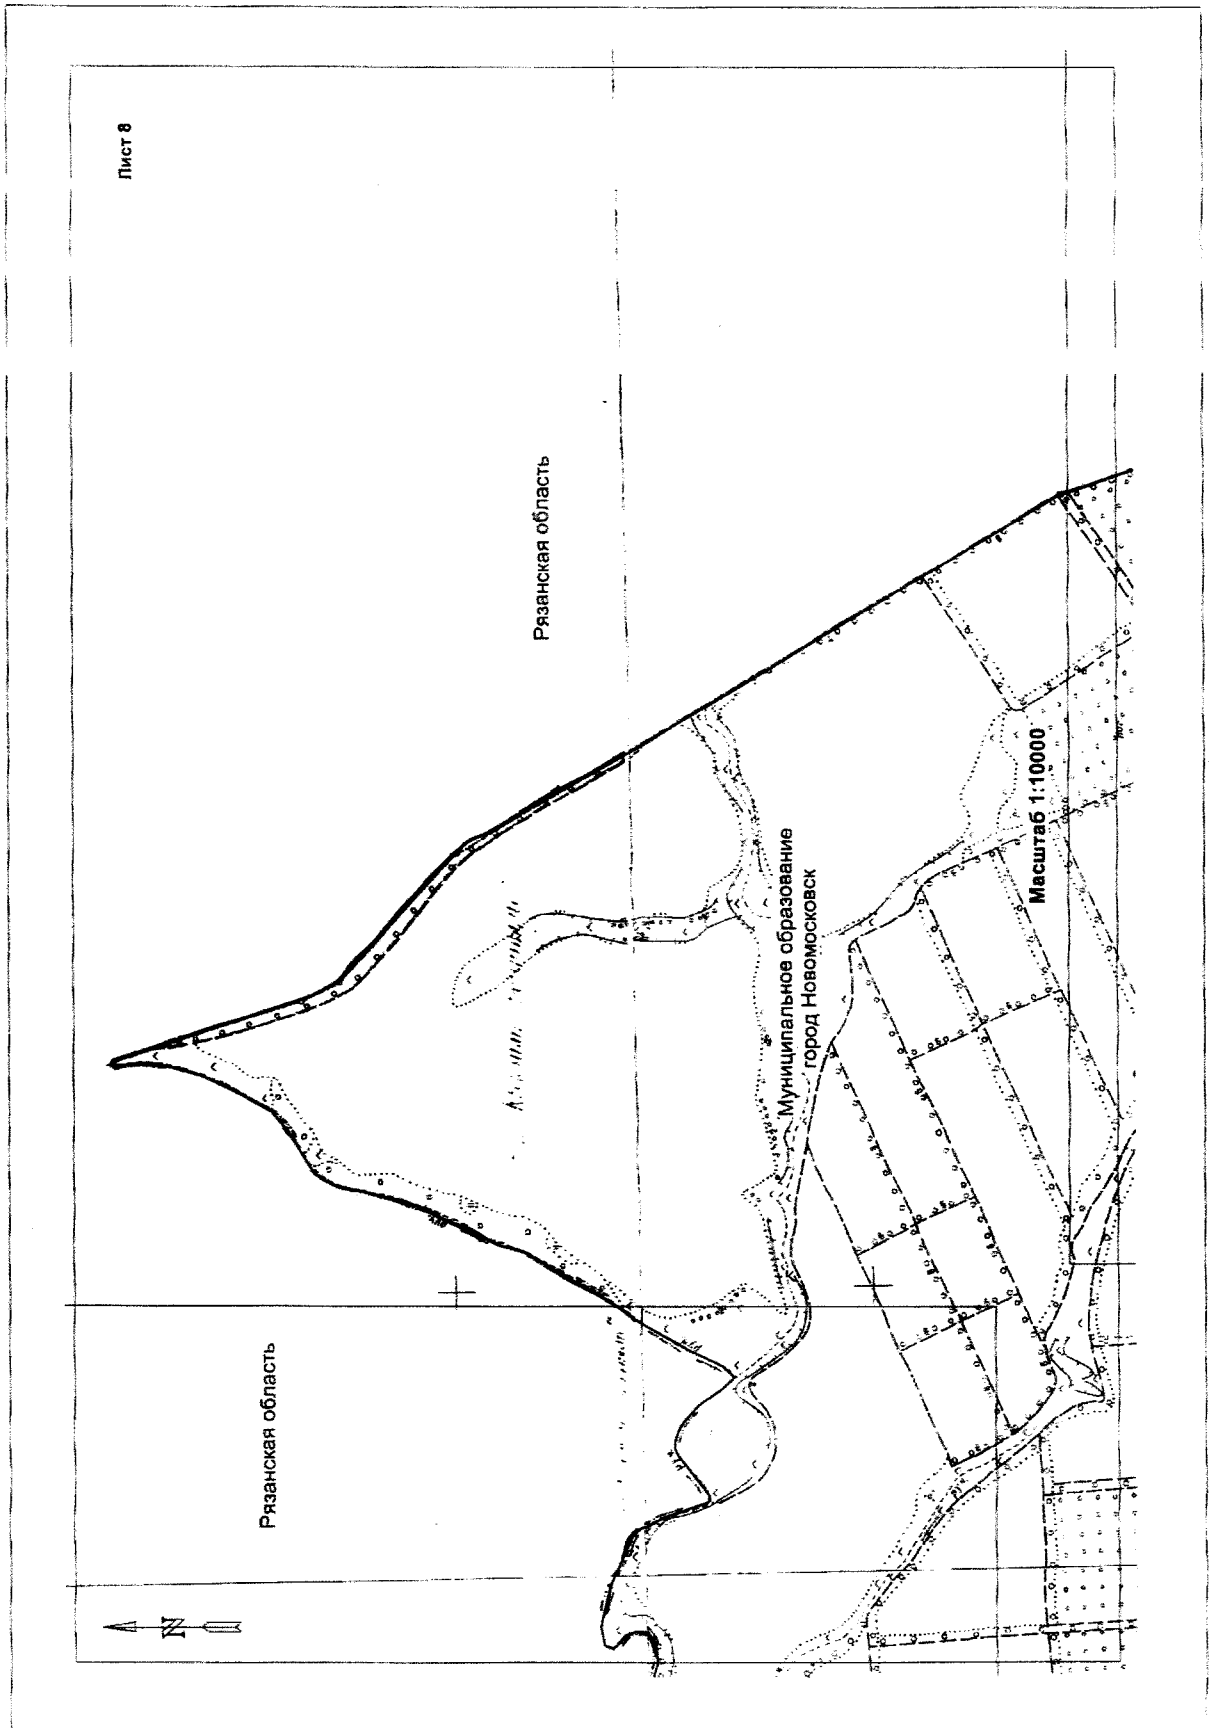 Лист 8
Рязанская область
Рязанская область
Муниципальное образование
город Новомосковск
Масштаб 1:10000
N